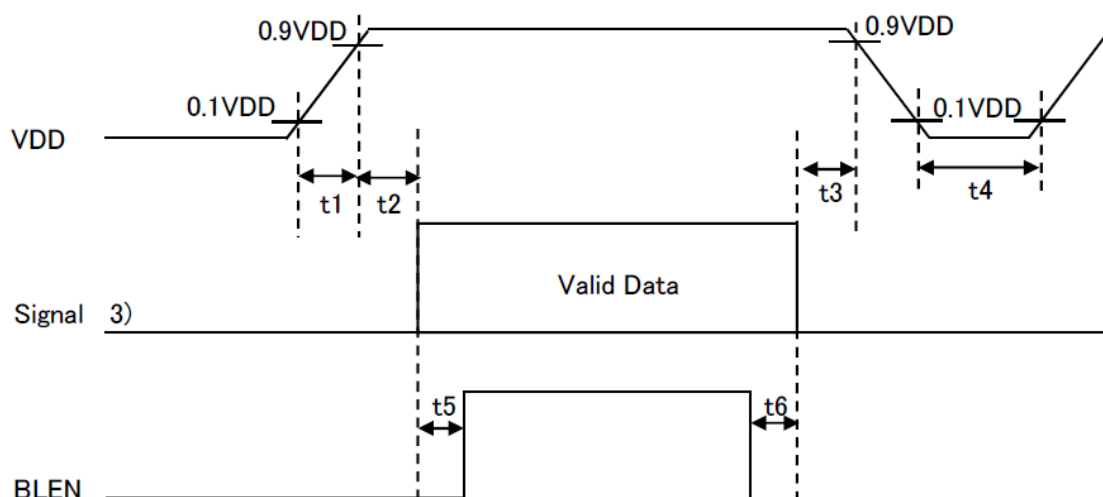 0.9VDD
0.9VDD
0.1VDD
0.1VDD
VDD
t1
t2
t3
t4
Valid Data
Signal 3)
t5
t6
BLEN